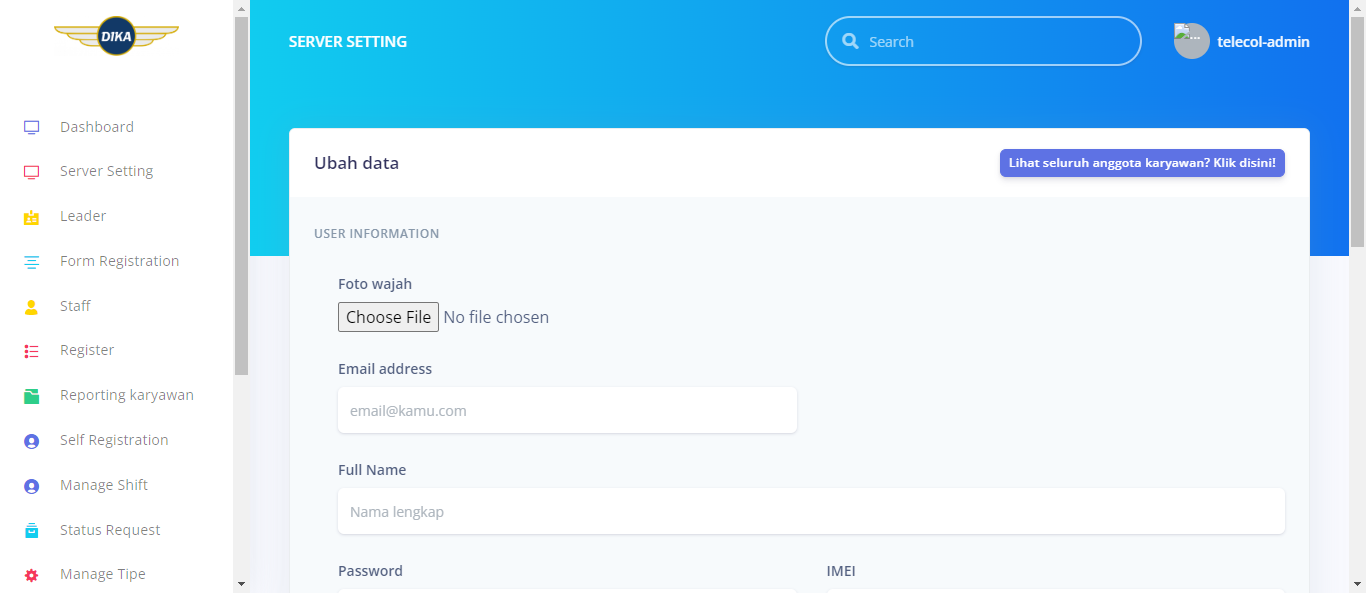 DIKA
SERVER SETTING
Search
...
telecol-admin
Dashboard
Server Setting
Leader
Form Registration
Staff
Register
Reporting karyawan
Self Registration
Manage Shift
Status Request
Manage Tipe
Ubah data
Lihat seluruh anggota karyawan? Klik disini!
USER INFORMATION
Foto wajah
Choose File No file chosen
Email address
email@kamu.com
Full Name
Nama lengkap
Password
IMEI